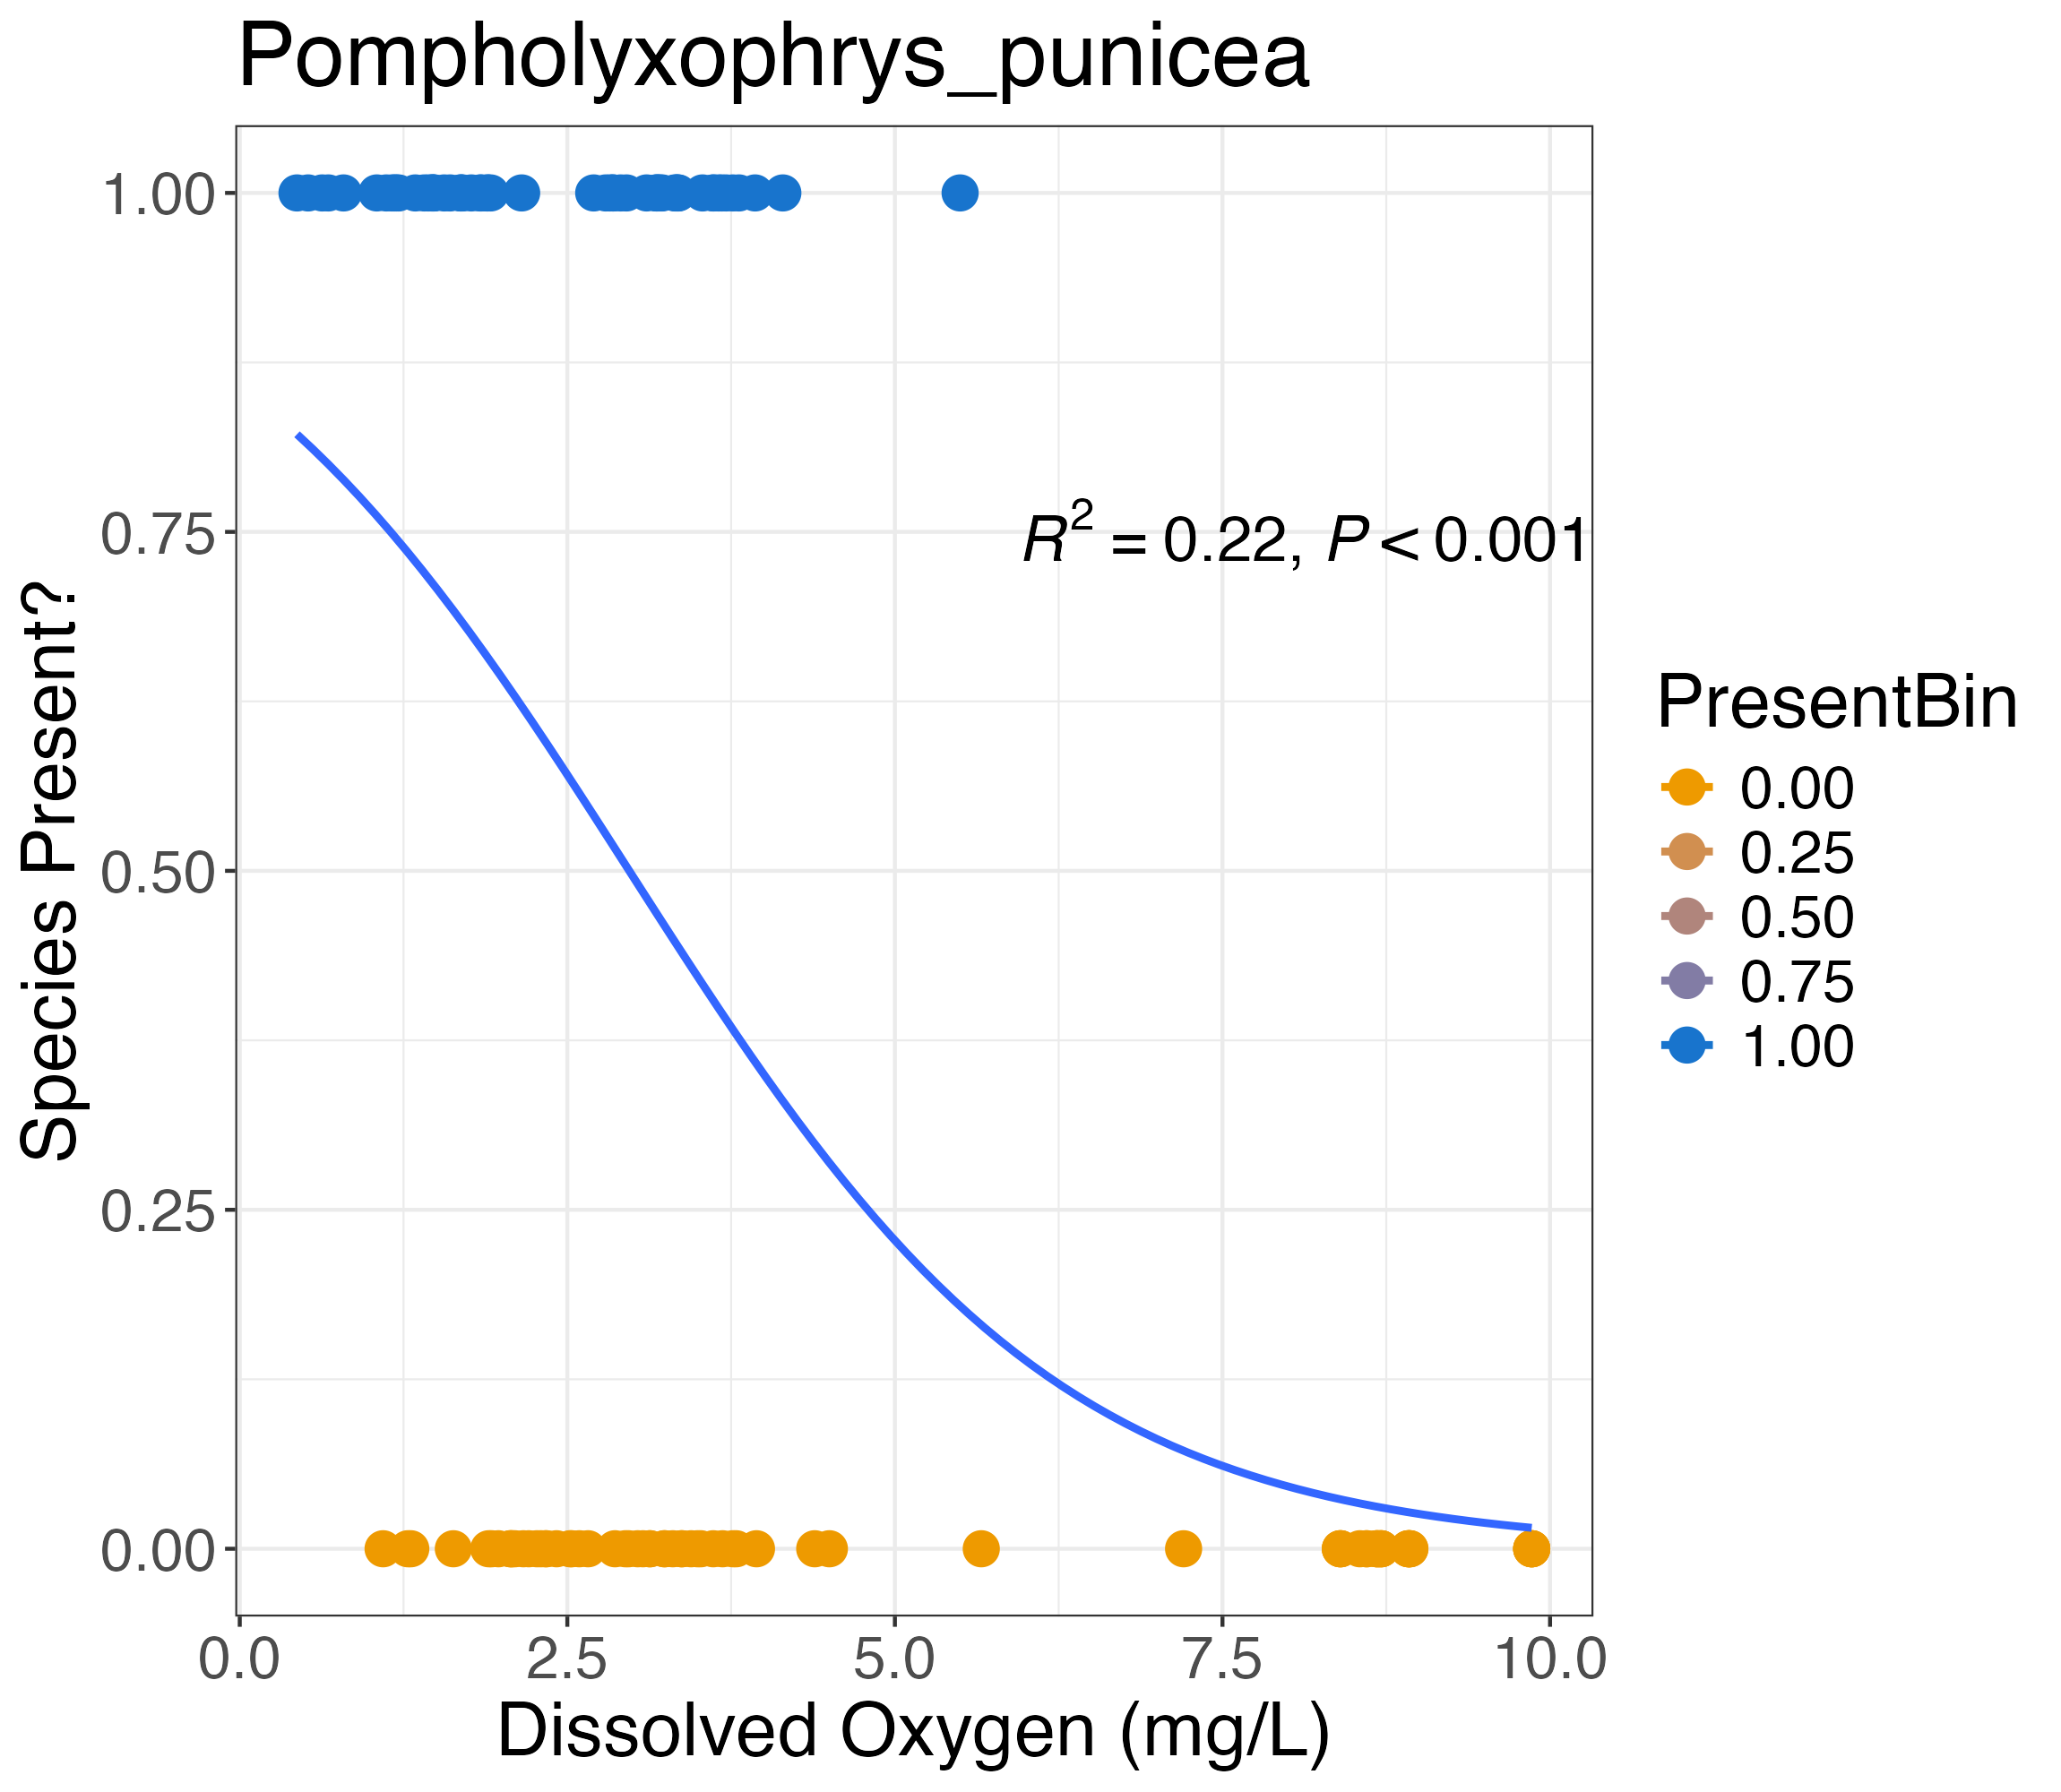 Pompholyxophrys_punicea
Species Present?
1.00
0.75
0.50
0.25
0.00
R² = 0.22, P < 0.001
0.0 2.5 5.0 7.5 10.0
Dissolved Oxygen (mg/L)
PresentBin
0.00
0.25
0.50
0.75
1.00